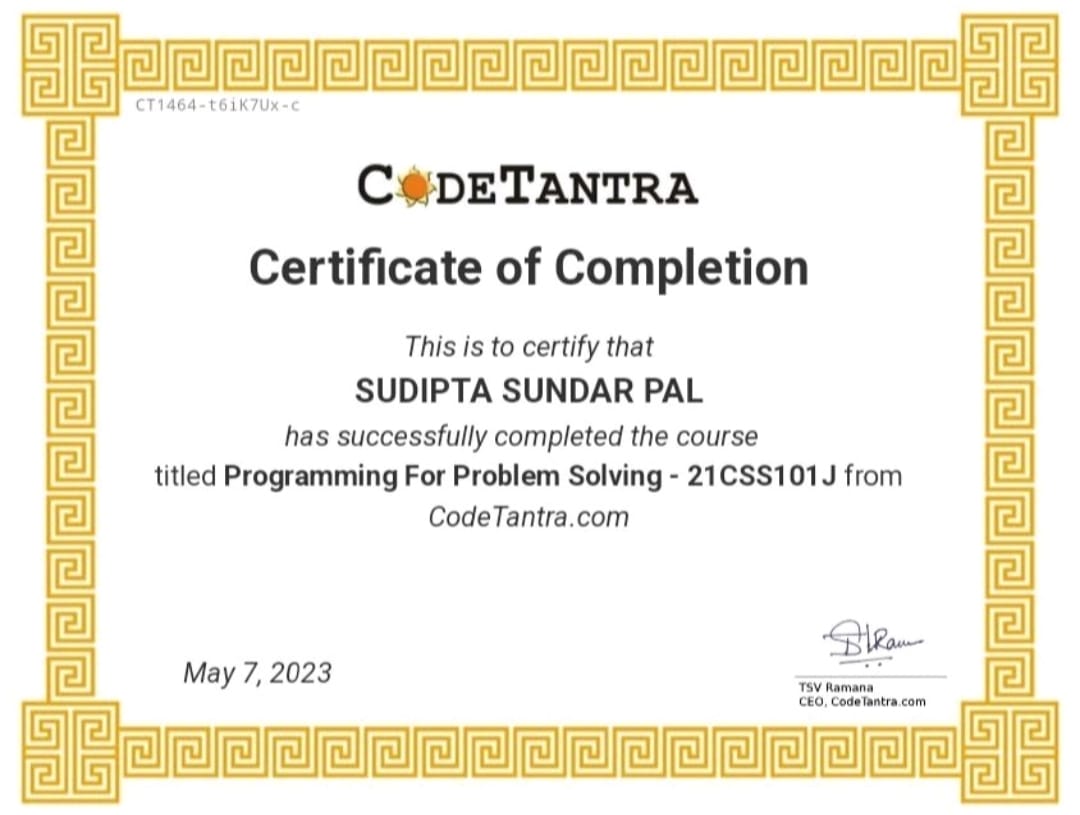 CT1464-t6iK7Ux-c
CODETANTRA
Certificate of Completion
This is to certify that
SUDIPTA SUNDAR PAL
has successfully completed the course
titled Programming For Problem Solving - 21CSS101J from
CodeTantra.com
May 7, 2023
TSV Ramana
CEO, CodeTantra.com